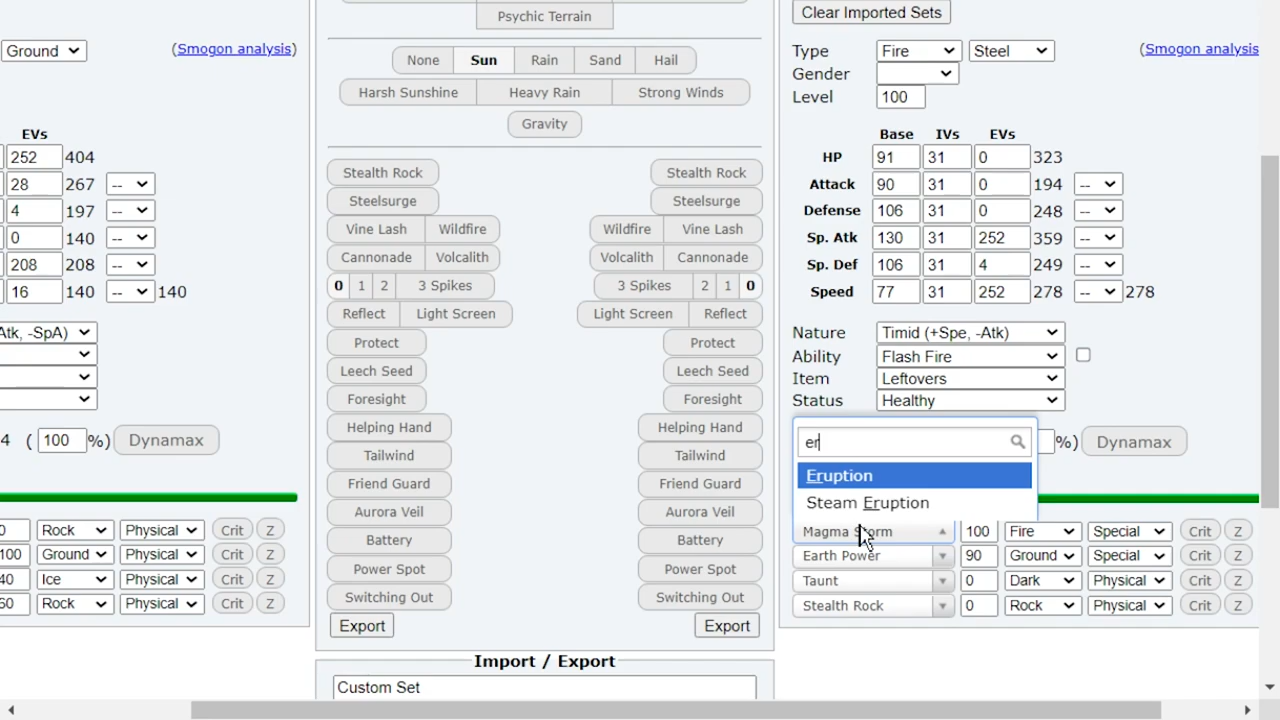 Ground
(Smogon analysis)
EVs
252 404
28 267 --
4 197 --
0 140 --
208 208 --
16 140 -- 140
Atk, -SpA)
4 ( 100 %) Dynamax
0 Rock Physical Crit Z
100 Ground Physical Crit Z
40 Ice Physical Crit Z
60 Rock Physical Crit Z
Psychic Terrain
None Sun Rain Sand Hail
Harsh Sunshine Heavy Rain Strong Winds
Gravity
Stealth Rock Stealth Rock
Steelsurge Steelsurge
Vine Lash Wildfire Wildfire Vine Lash
Cannonade Volcalith Volcalith Cannonade
0 1 2 3 Spikes 3 Spikes 2 1 0
Reflect Light Screen Light Screen Reflect
Protect Protect
Leech Seed Leech Seed
Foresight Foresight
Helping Hand Helping Hand
Tailwind Tailwind
Friend Guard Friend Guard
Aurora Veil Aurora Veil
Battery Battery
Power Spot Power Spot
Switching Out Switching Out
Export Export
Import / Export
Custom Set
Clear Imported Sets
Type Fire Steel (Smogon analysis
Gender
Level 100
Base IVs EVs
HP 91 31 0 323
Attack 90 31 0 194 --
Defense 106 31 0 248 --
Sp. Atk 130 31 252 359 --
Sp. Def 106 31 4 249 --
Speed 77 31 252 278 -- 278
Nature Timid (+Spe, -Atk)
Ability Flash Fire
Item Leftovers
Status Healthy
er %) Dynamax
Eruption
Steam Eruption
Magma Storm 100 Fire Special Crit Z
Earth Power 90 Ground Special Crit Z
Taunt 0 Dark Physical Crit Z
Stealth Rock 0 Rock Physical Crit Z